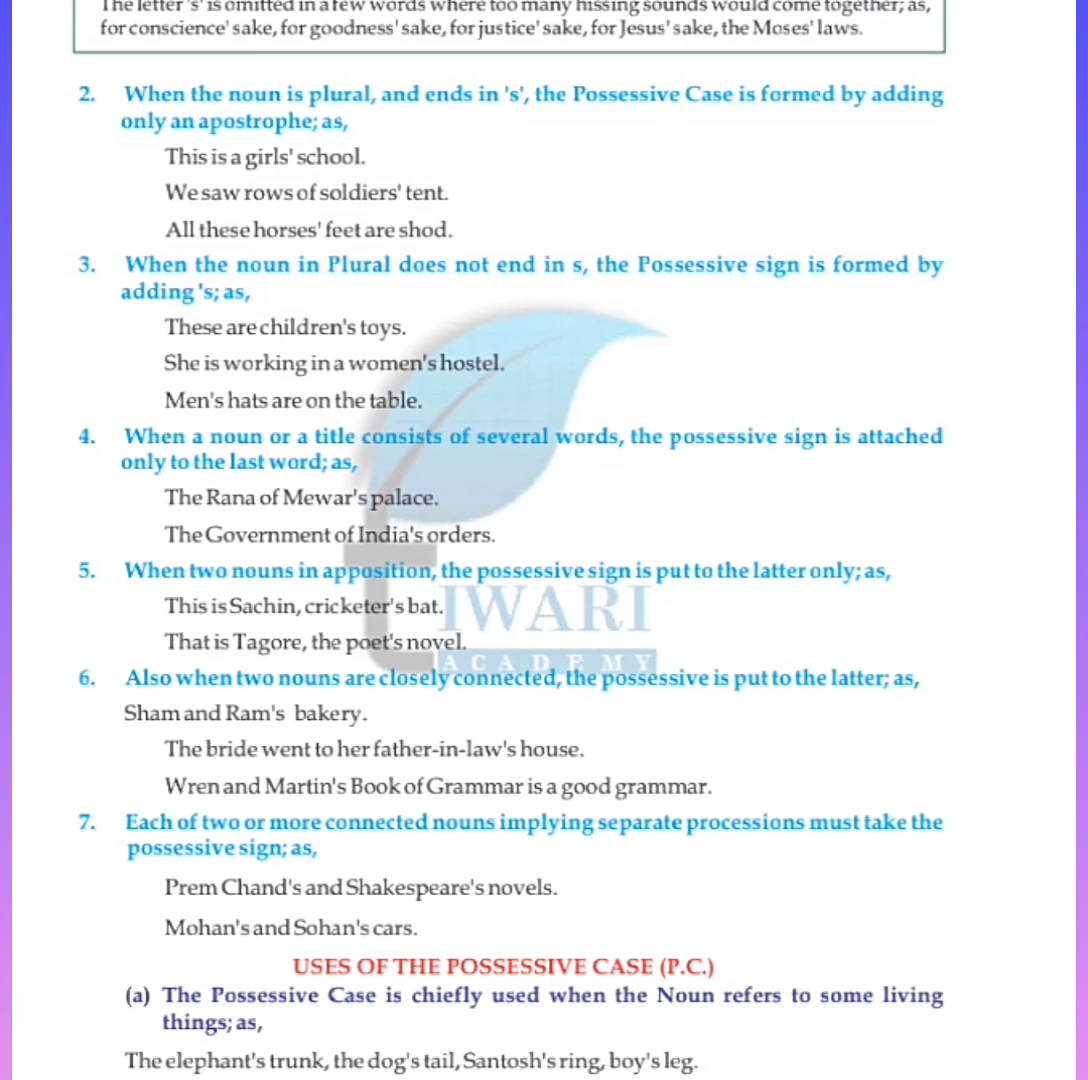 The letter 's' is omitted in a few words where too many hissing sounds would come together; as,
for conscience' sake, for goodness' sake, for justice' sake, for Jesus' sake, the Moses' laws.
2. When the noun is plural, and ends in 's', the Possessive Case is formed by adding
only an apostrophe; as,
This is a girls' school.
We saw rows of soldiers' tent.
All these horses' feet are shod.
3. When the noun in Plural does not end in s, the Possessive sign is formed by
adding 's; as,
These are children's toys.
She is working in a women's hostel.
Men's hats are on the table.
4. When a noun or a title consists of several words, the possessive sign is attached
only to the last word; as,
The Rana of Mewar's palace.
The Government of India's orders.
5. When two nouns in apposition, the possessive sign is put to the latter only; as,
This is Sachin, cricketer's bat.
IWARI
That is Tagore, the poet's novel.
ACADEMY
6. Also when two nouns are closely connected, the possessive is put to the latter; as,
Sham and Ram's bakery.
The bride went to her father-in-law's house.
Wren and Martin's Book of Grammar is a good grammar.
7. Each of two or more connected nouns implying separate processions must take the
possessive sign; as,
Prem Chand's and Shakespeare's novels.
Mohan's and Sohan's cars.
USES OF THE POSSESSIVE CASE (P.C.)
(a) The Possessive Case is chiefly used when the Noun refers to some living
things; as,
The elephant's trunk, the dog's tail, Santosh's ring, boy's leg.